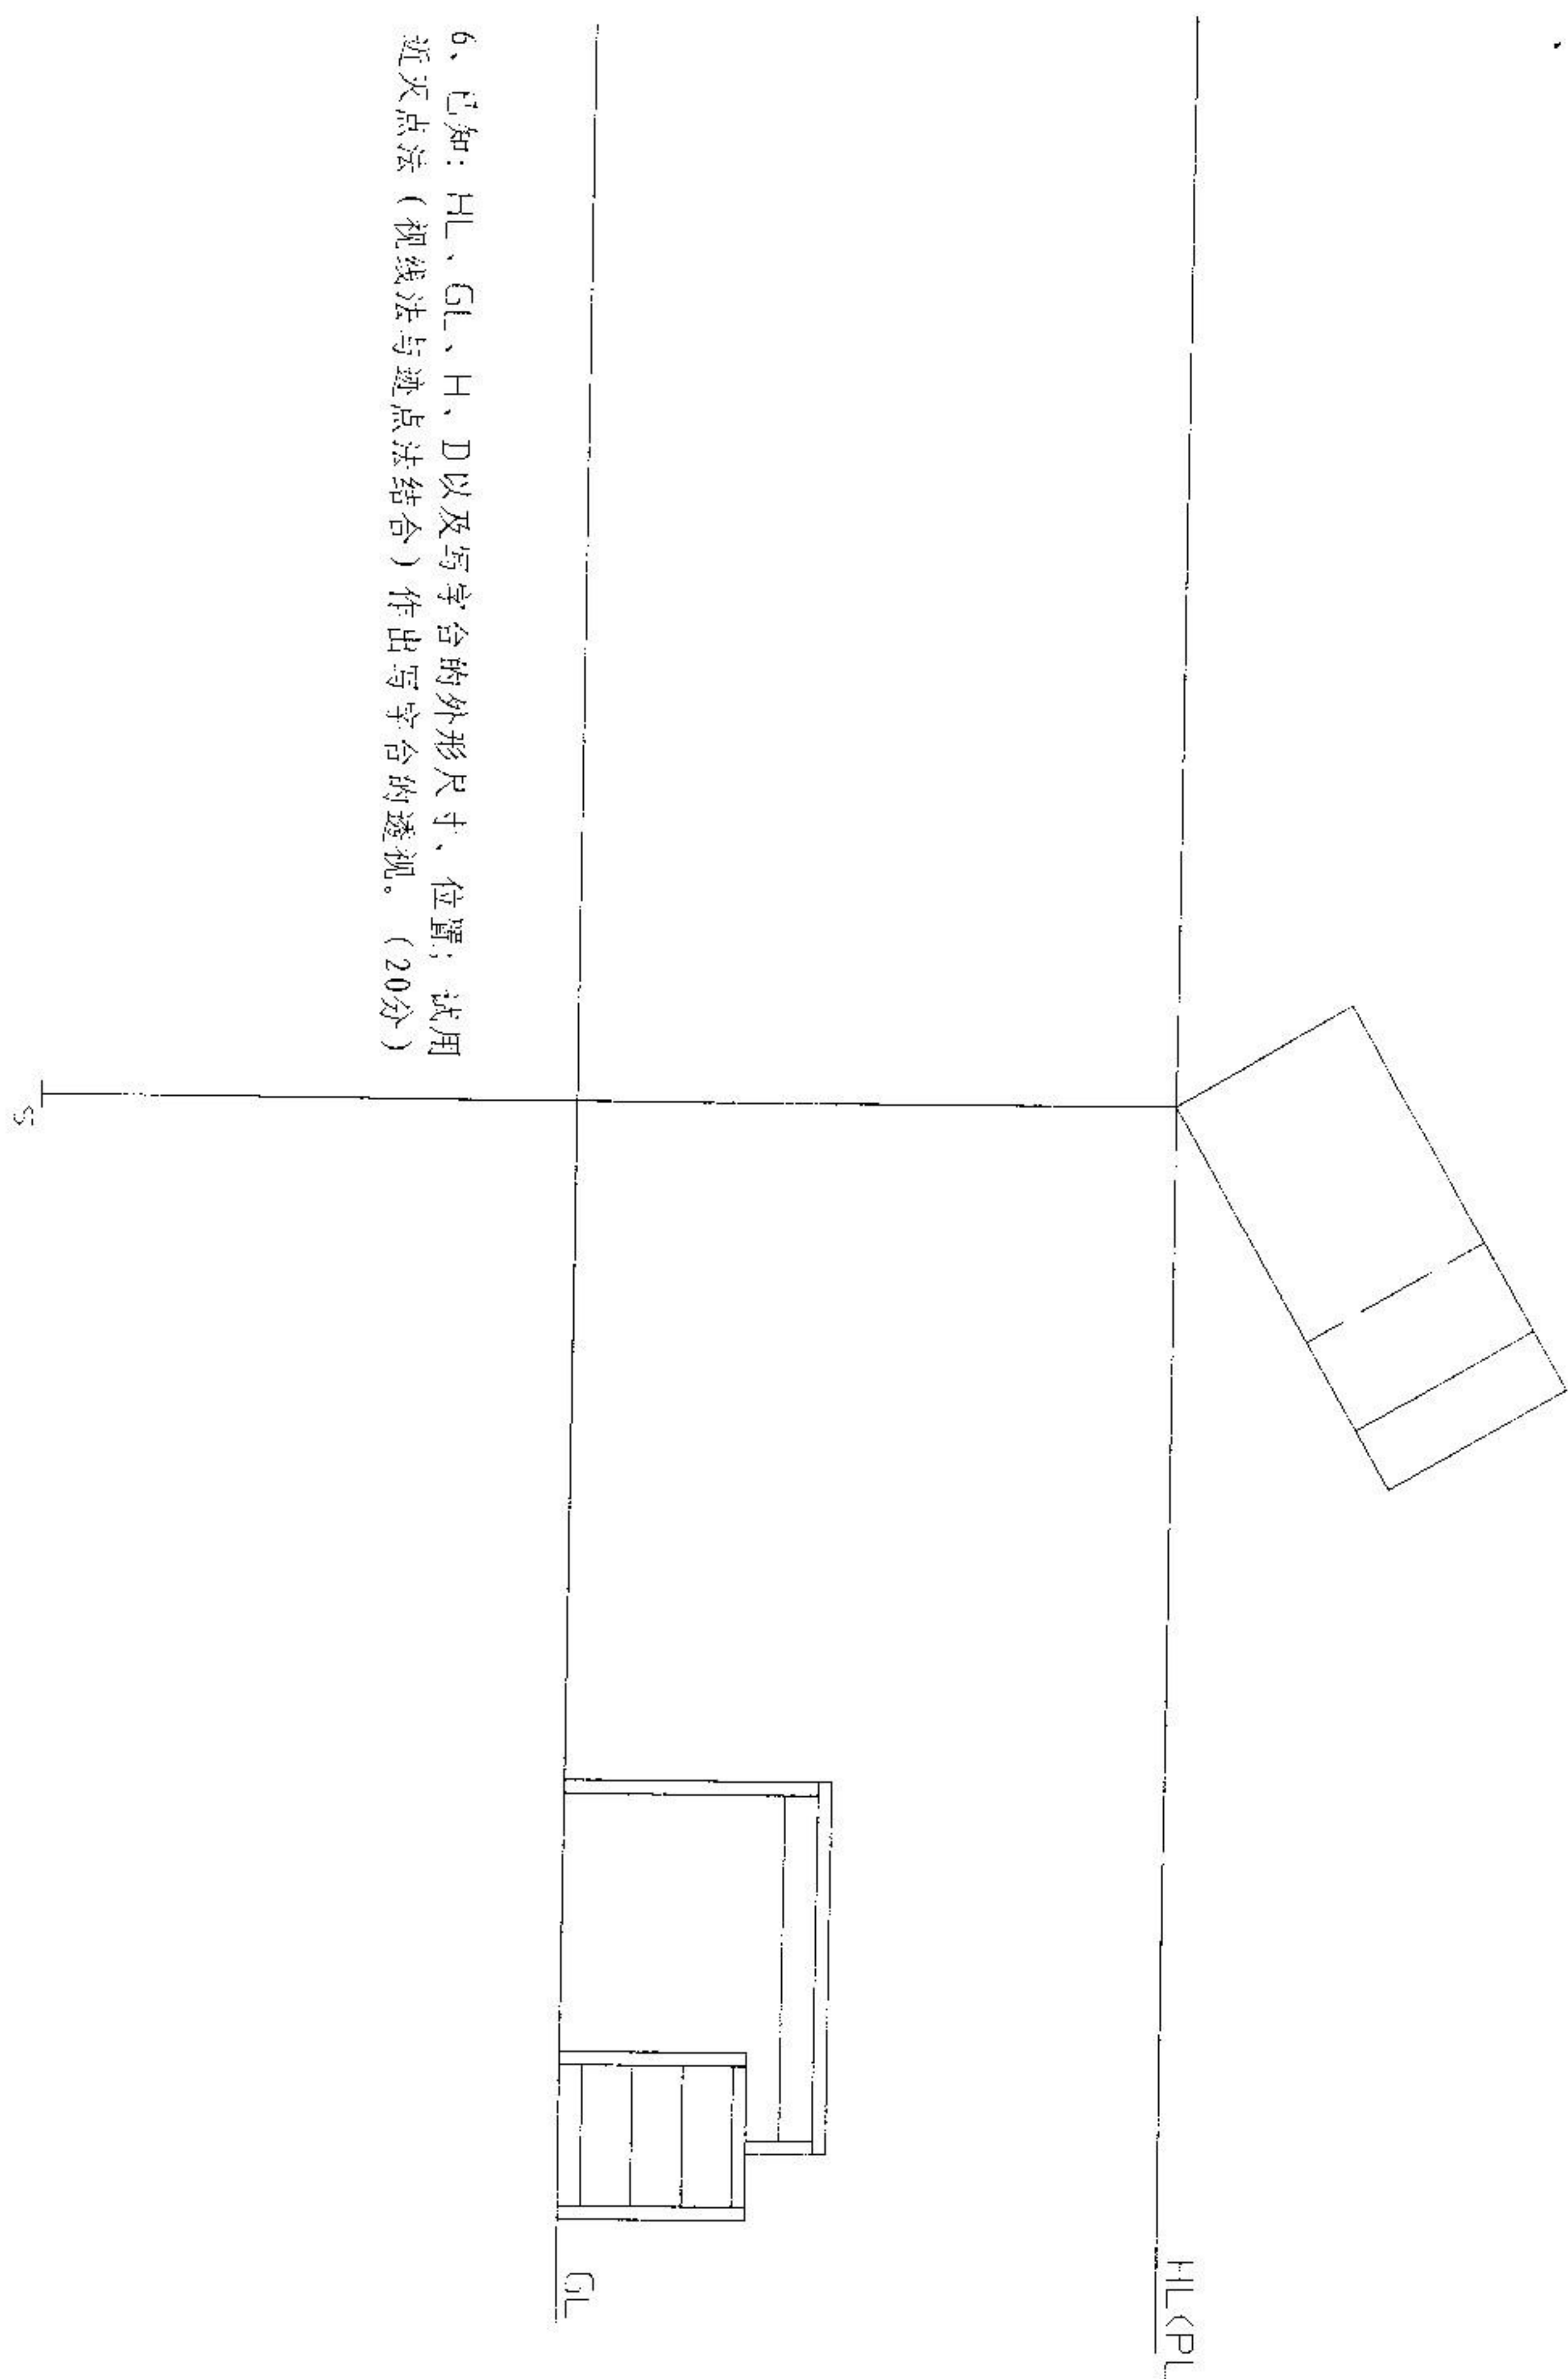 6、已知：HL、GL、H、D以及写字台的外形尺寸、位置；试用
近灭点法（视线法与迹点法结合）作出写字台的透视。（20分）
S
GL
HL(PL